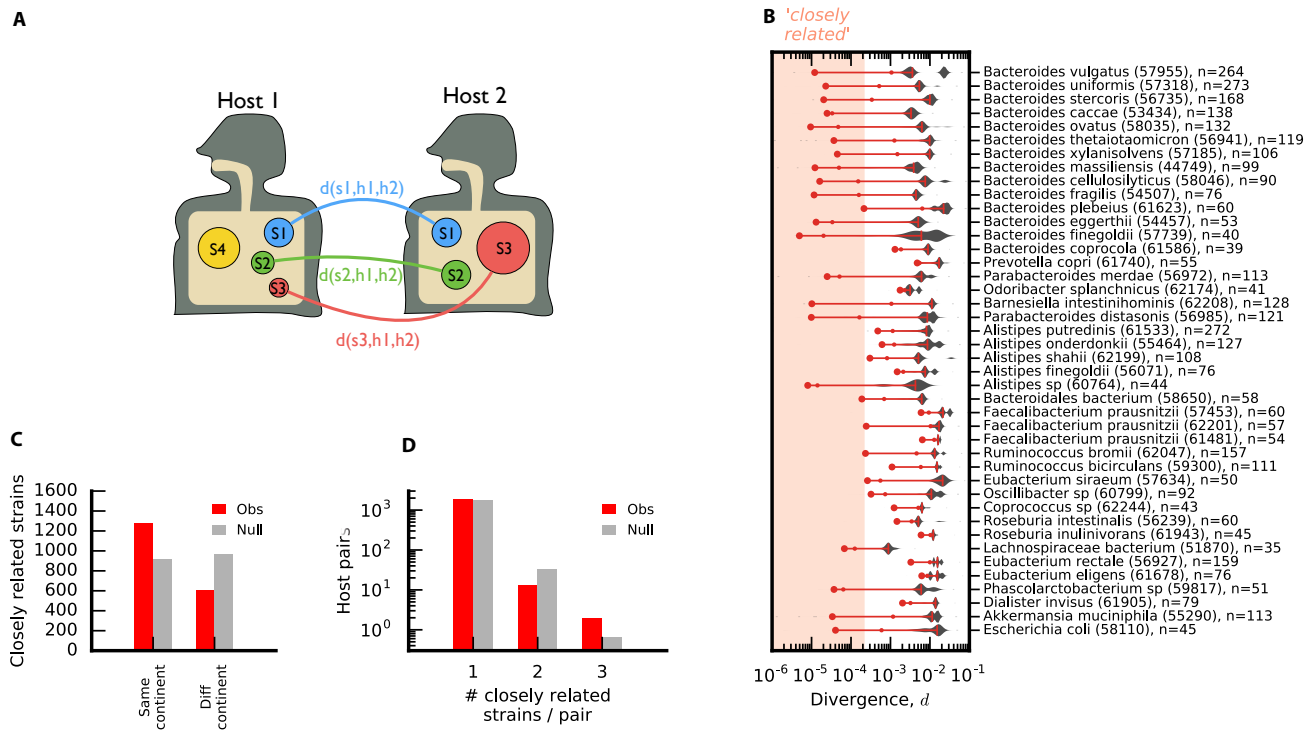 A
Host 1
Host 2
d(s1,h1,h2)
S1
S1
S4
S3
S2
S2
d(s2,h1,h2)
S3
d(s3,h1,h2)
B
'closely
related'
Bacteroides vulgatus (57955), n=264
Bacteroides uniformis (57318), n=273
Bacteroides stercoris (56735), n=168
Bacteroides caccae (53434), n=138
Bacteroides ovatus (58035), n=132
Bacteroides thetaiotaomicron (56941), n=119
Bacteroides xylanisolvens (57185), n=106
Bacteroides massiliensis (44749), n=99
Bacteroides cellulosilyticus (58046), n=90
Bacteroides fragilis (54507), n=76
Bacteroides plebeius (61623), n=60
Bacteroides eggerthii (54457), n=53
Bacteroides finegoldii (57739), n=40
Bacteroides coprocola (61586), n=39
Prevotella copri (61740), n=55
Parabacteroides merdae (56972), n=113
Odoribacter splanchnicus (62174), n=41
Barnesiella intestinihominis (62208), n=128
Parabacteroides distasonis (56985), n=121
Alistipes putredinis (61533), n=272
Alistipes onderdonkii (55464), n=127
Alistipes shahii (62199), n=108
Alistipes finegoldii (56071), n=76
Alistipes sp (60764), n=44
Bacteroidales bacterium (58650), n=58
Faecalibacterium prausnitzii (57453), n=60
Faecalibacterium prausnitzii (62201), n=57
Faecalibacterium prausnitzii (61481), n=54
Ruminococcus bromii (62047), n=157
Ruminococcus bicirculans (59300), n=111
Eubacterium siraeum (57634), n=50
Oscillibacter sp (60799), n=92
Coprococcus sp (62244), n=43
Roseburia intestinalis (56239), n=60
Roseburia inulinivorans (61943), n=45
Lachnospiraceae bacterium (51870), n=35
Eubacterium rectale (56927), n=159
Eubacterium eligens (61678), n=76
Phascolarctobacterium sp (59817), n=51
Dialister invisus (61905), n=79
Akkermansia muciniphila (55290), n=113
Escherichia coli (58110), n=45
10⁻⁶ 10⁻⁵ 10⁻⁴ 10⁻³ 10⁻² 10⁻¹
Divergence, d
C
Closely related strains
1600
1400
1200
1000
800
600
400
200
0
Obs
Null
Same
continent
Diff
continent
D
Host pairs
10³
10²
10¹
10⁰
Obs
Null
1 2 3
# closely related
strains / pair